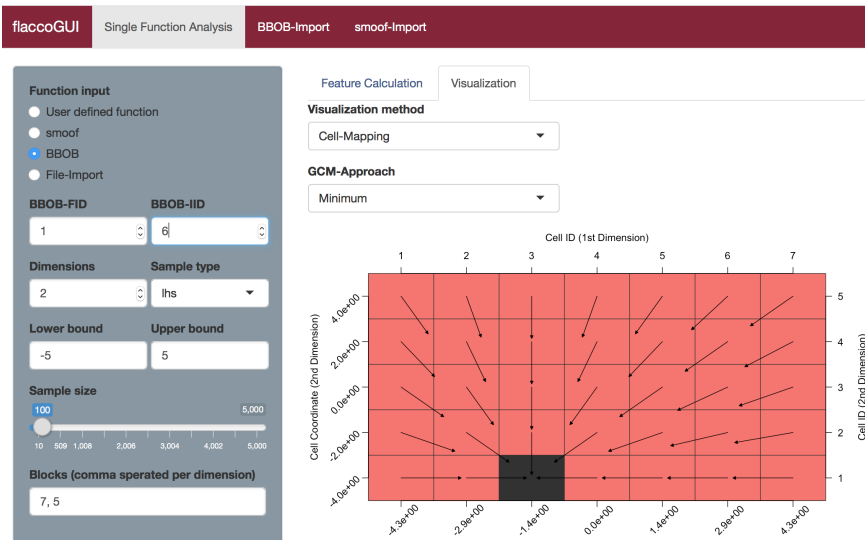 flaccoGUI Single Function Analysis BBOB-Import smoof-Import
Function input
User defined function
smoof
BBOB
File-Import
BBOB-FID BBOB-IID
1 6
Dimensions Sample type
2 lhs
Lower bound Upper bound
-5 5
Sample size
100 5,000
10 509 1,008 2,006 3,004 4,002 5,000
Blocks (comma sperated per dimension)
7, 5
Feature Calculation Visualization
Visualization method
Cell-Mapping
GCM-Approach
Minimum
Cell ID (1st Dimension)
1 2 3 4 5 6 7
Cell Coordinate (2nd Dimension)
4.0e+00
2.0e+00
0.0e+00
-2.0e+00
-4.0e+00
5
4
3
2
1
Cell ID (2nd Dimension)
-4.3e+00 -2.9e+00 -1.4e+00 0.0e+00 1.4e+00 2.9e+00 4.3e+00